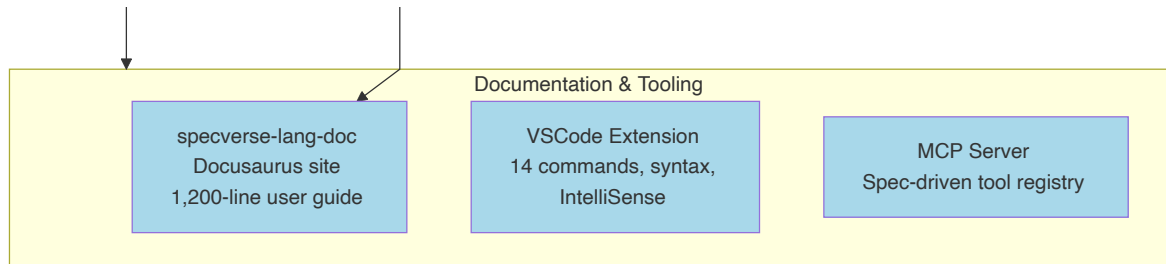 Documentation & Tooling
specverse-lang-doc
Docusaurus site
1,200-line user guide
VSCode Extension
14 commands, syntax,
IntelliSense
MCP Server
Spec-driven tool registry